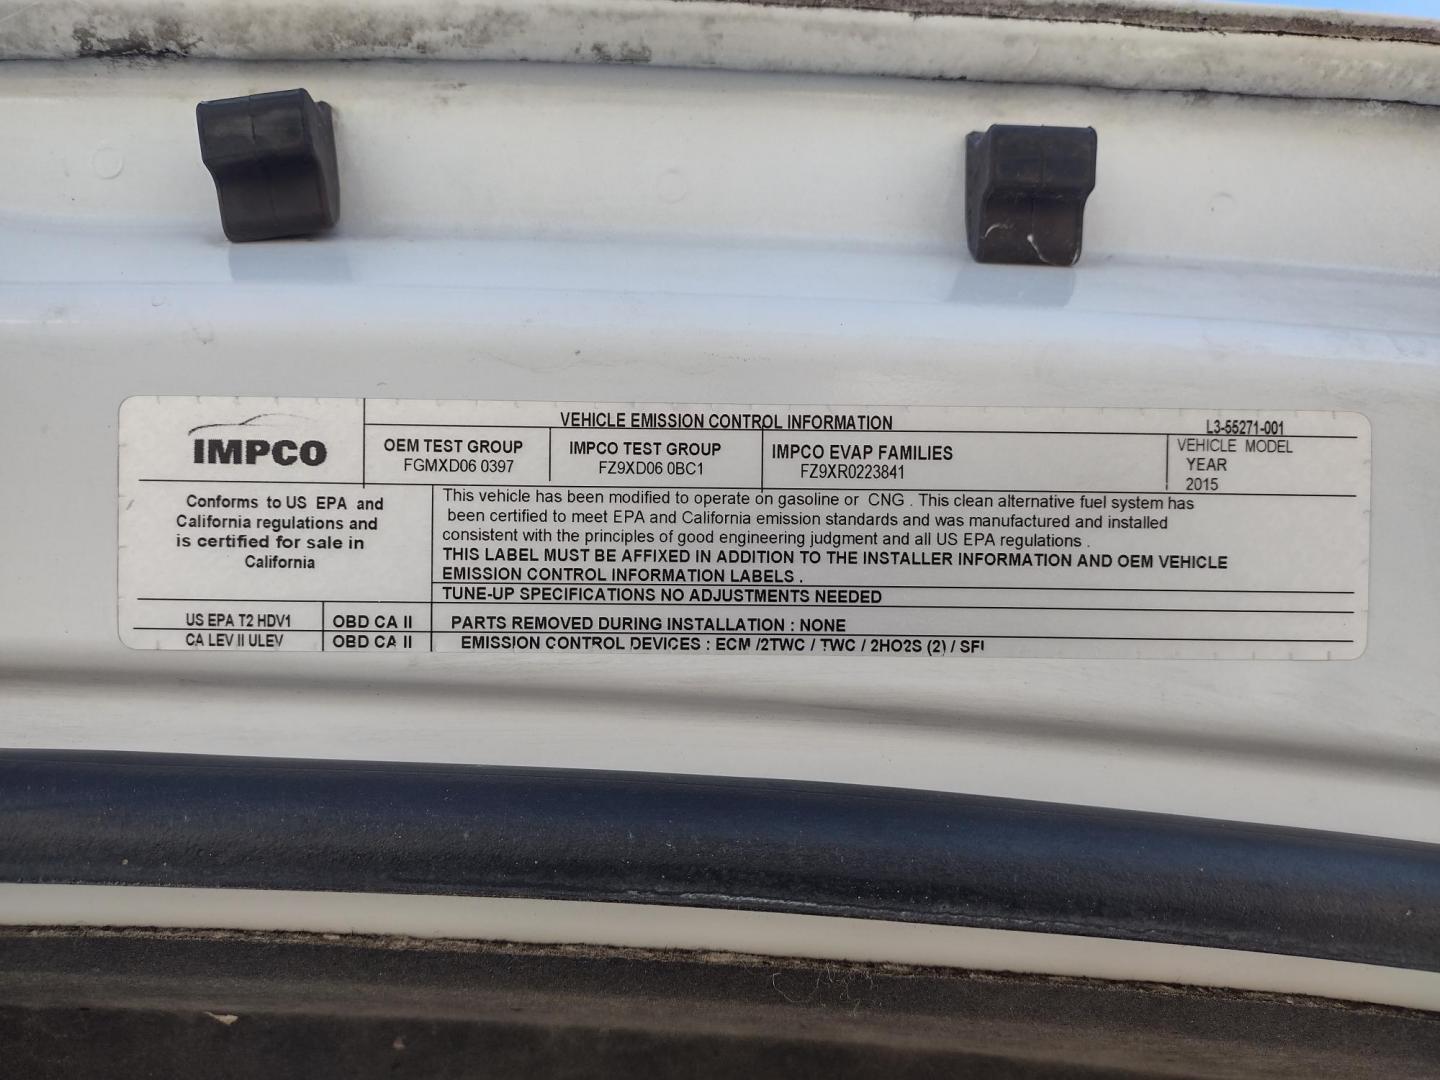 IMPCO
VEHICLE EMISSION CONTROL INFORMATION
L3-55271-001
OEM TEST GROUP
FGMXD06 0397
IMPCO TEST GROUP
FZ9XD06 0BC1
IMPCO EVAP FAMILIES
FZ9XR0223841
VEHICLE MODEL
YEAR
2015
Conforms to US EPA and
California regulations and
is certified for sale in
California
This vehicle has been modified to operate on gasoline or CNG . This clean alternative fuel system has
been certified to meet EPA and California emission standards and was manufactured and installed
consistent with the principles of good engineering judgment and all US EPA regulations .
THIS LABEL MUST BE AFFIXED IN ADDITION TO THE INSTALLER INFORMATION AND OEM VEHICLE
EMISSION CONTROL INFORMATION LABELS .
TUNE-UP SPECIFICATIONS NO ADJUSTMENTS NEEDED
US EPA T2 HDV1
OBD CA II
PARTS REMOVED DURING INSTALLATION : NONE
CA LEV II ULEV
OBD CA II
EMISSION CONTROL DEVICES : ECM /2TWC / TWC / 2HO2S (2) / SFI